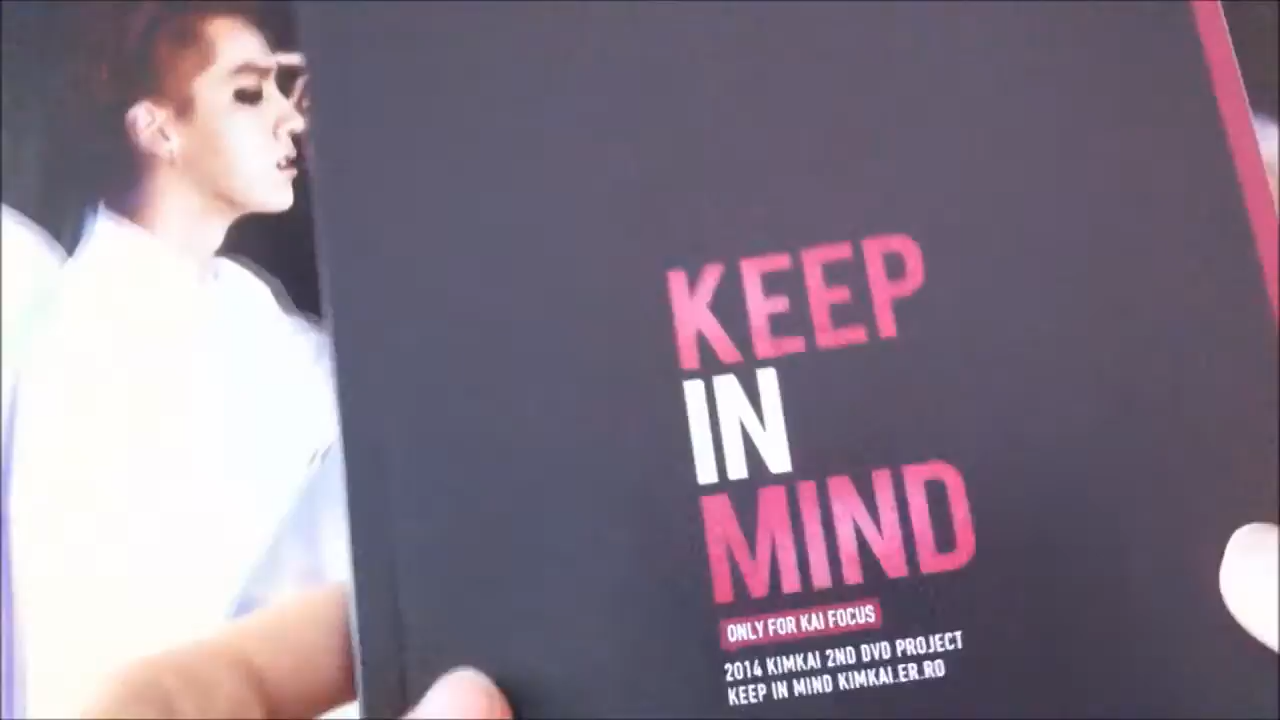 KEEP
IN
MIND
ONLY FOR KAI FOCUS
2014 KIMKAI 2ND DVD PROJECT
KEEP IN MIND KIMKAI.ER.RO